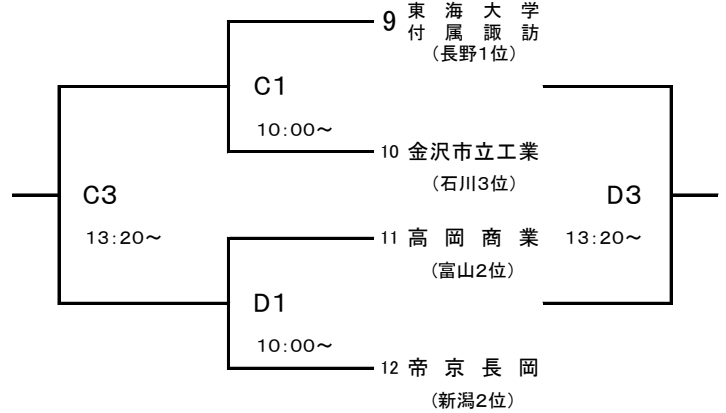 9 東海大学
付属諏訪
(長野1位)
C1
10:00～
10 金沢市立工業
(石川3位)
C3
13:20～
D3
13:20～
11 高岡商業
(富山2位)
D1
10:00～
12 帝京長岡
(新潟2位)